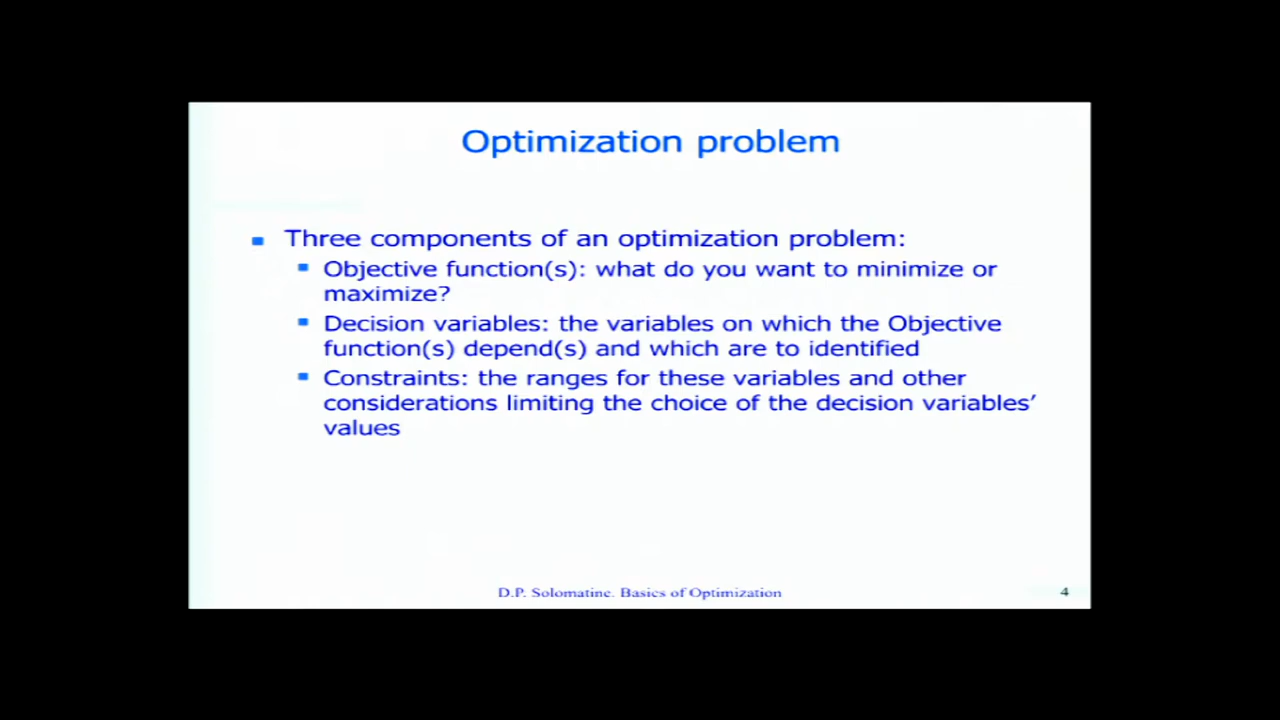 Optimization problem
Three components of an optimization problem:
Objective function(s): what do you want to minimize or
maximize?
Decision variables: the variables on which the Objective
function(s) depend(s) and which are to identified
Constraints: the ranges for these variables and other
considerations limiting the choice of the decision variables’
values
D.P. Solomatine. Basics of Optimization
4